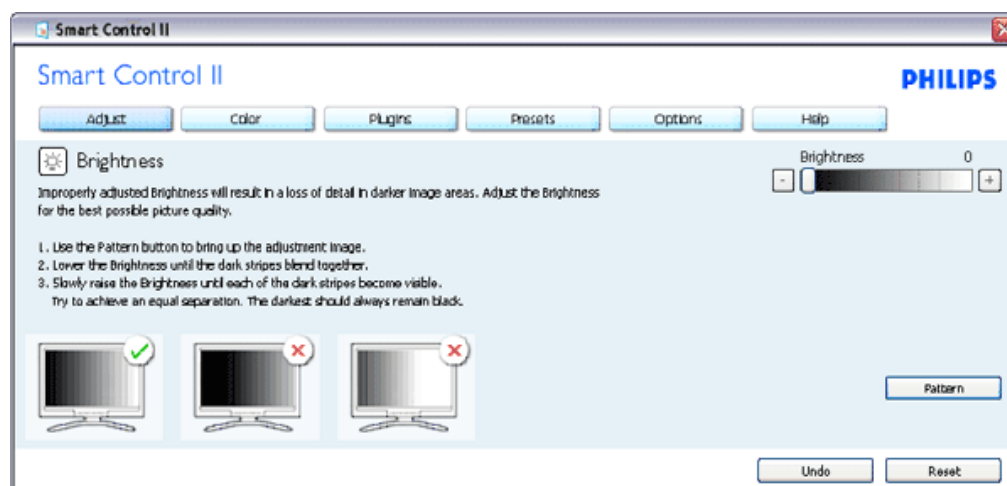 Smart Control II
Smart Control II
PHILIPS
Adjust Color Plugins Presets Options Help
Brightness
Brightness 0
Improperly adjusted Brightness will result in a loss of detail in darker image areas. Adjust the Brightness
for the best possible picture quality.
- +
1. Use the Pattern button to bring up the adjustment image.
2. Lower the Brightness until the dark stripes blend together.
3. Slowly raise the Brightness until each of the dark stripes become visible.
Try to achieve an equal separation. The darkest should always remain black.
Pattern
Undo Reset